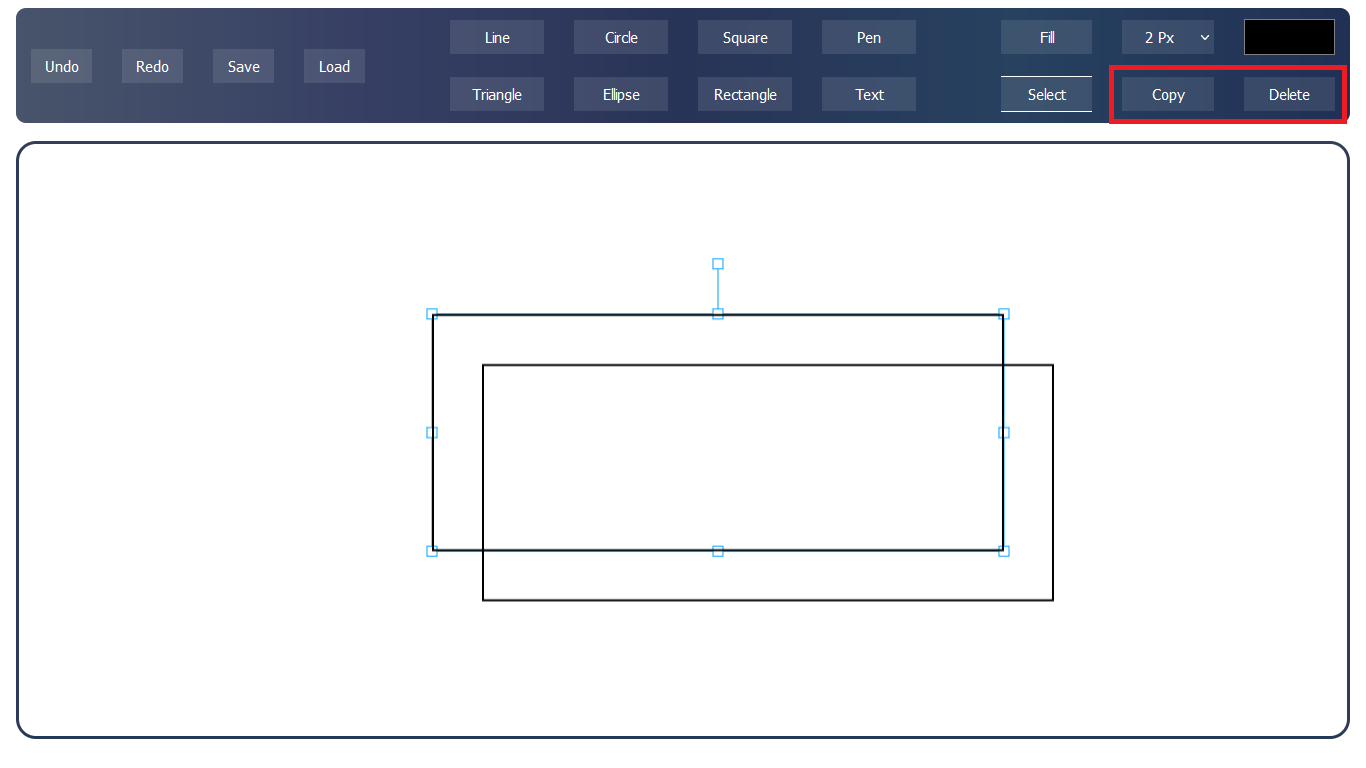 Undo
Redo
Save
Load
Line
Circle
Square
Pen
Triangle
Ellipse
Rectangle
Text
Fill
2 Px
Select
Copy
Delete